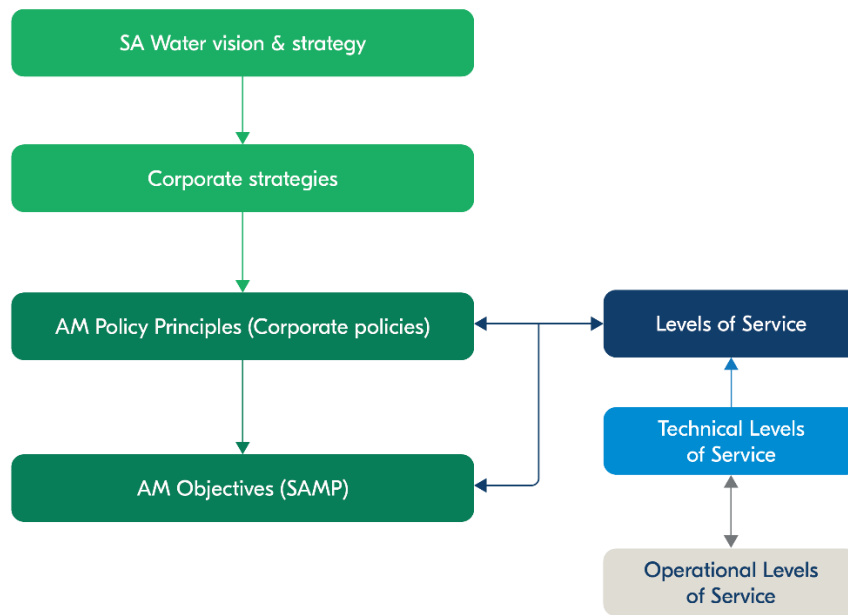 SA Water vision & strategy
Corporate strategies
AM Policy Principles (Corporate policies)
Levels of Service
Technical Levels
of Service
AM Objectives (SAMP)
Operational Levels
of Service